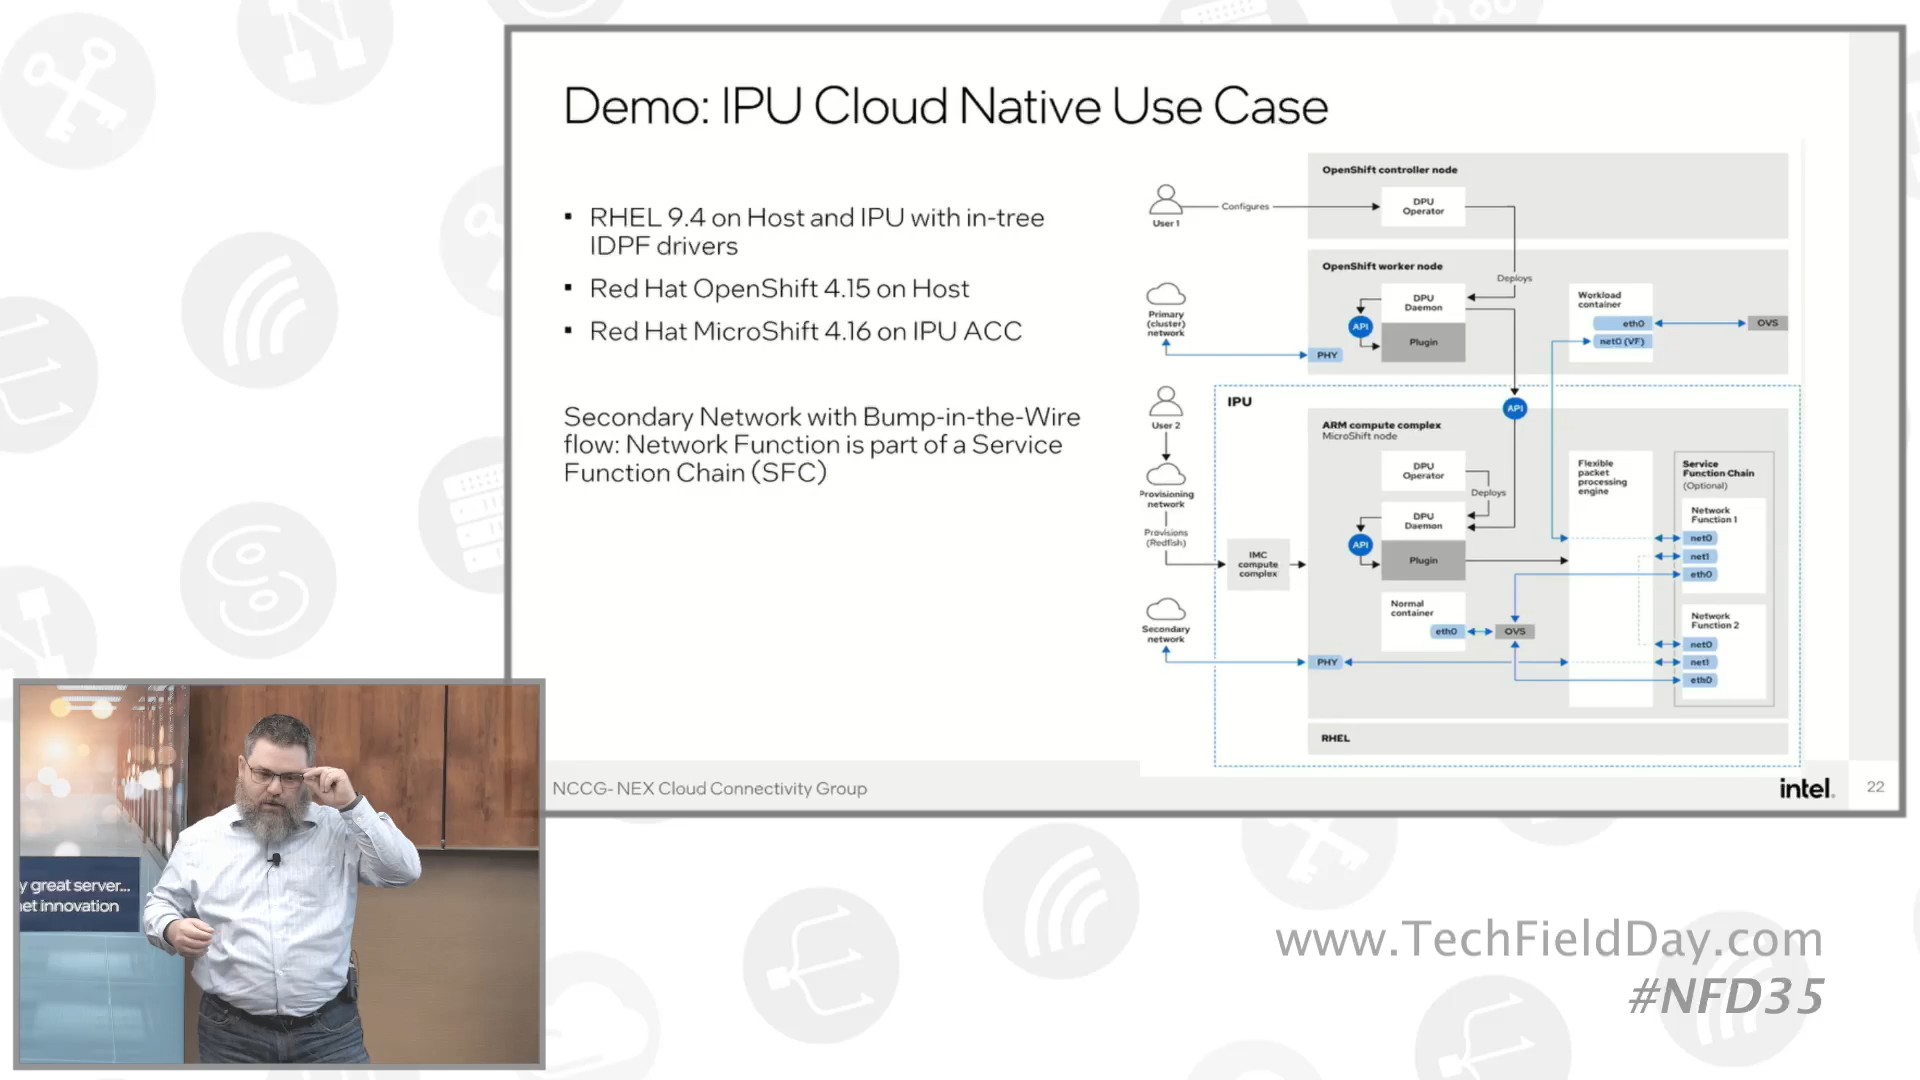 Demo: IPU Cloud Native Use Case
▪ RHEL 9.4 on Host and IPU with in-tree
IDPF drivers
▪ Red Hat OpenShift 4.15 on Host
▪ Red Hat MicroShift 4.16 on IPU ACC
Secondary Network with Bump-in-the-Wire
flow: Network Function is part of a Service
Function Chain (SFC)
OpenShift controller node
User 1
Configures
DPU
Operator
OpenShift worker node
Deploys
Primary
(cluster)
network
PHY
API
DPU
Daemon
Plugin
Workload
container
eth0
net0 (VF)
OVS
User 2
Provisioning
network
Provisions
(Redfish)
Secondary
network
IPU
API
ARM compute complex
MicroShift node
DPU
Operator
Deploys
DPU
Daemon
API
Plugin
IMC
compute
complex
Normal
container
eth0
OVS
PHY
Flexible
packet
processing
engine
Service
Function Chain
(Optional)
Network
Function 1
net0
net1
eth0
Network
Function 2
net0
net1
eth0
RHEL
NCCG- NEX Cloud Connectivity Group
intel.
22
y great server...
net innovation
www.TechFieldDay.com
#NFD35